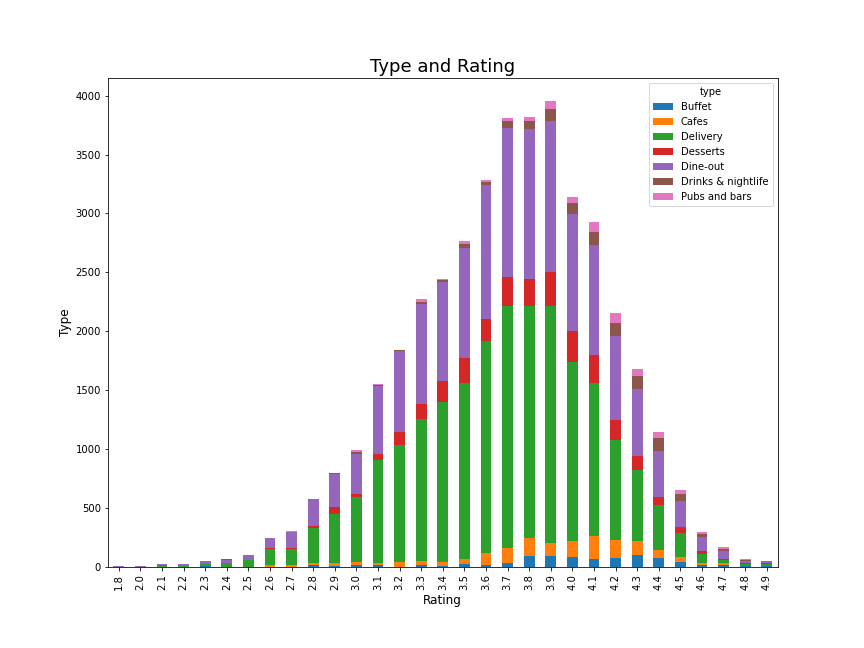 Type and Rating
type
Buffet
Cafes
Delivery
Desserts
Dine-out
Drinks & nightlife
Pubs and bars
Type
4000
3500
3000
2500
2000
1500
1000
500
0
1.8 2.0 2.1 2.2 2.3 2.4 2.5 2.6 2.7 2.8 2.9 3.0 3.1 3.2 3.3 3.4 3.5 3.6 3.7 3.8 3.9 4.0 4.1 4.2 4.3 4.4 4.5 4.6 4.7 4.8 4.9
Rating